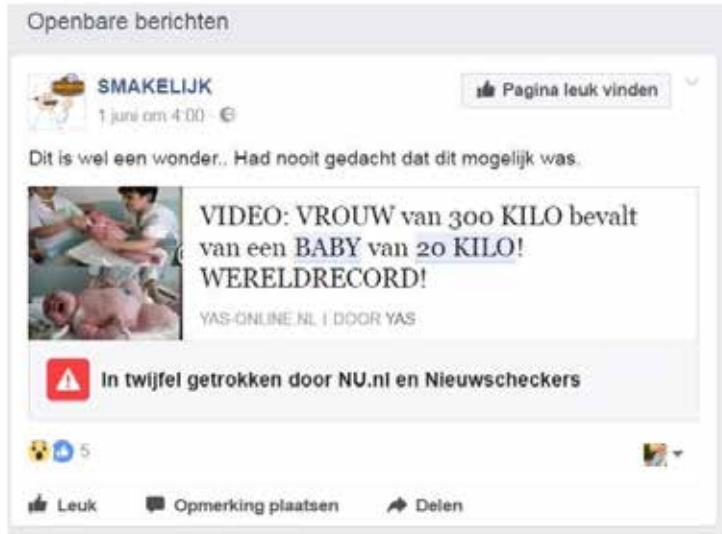 Openbare berichten
SMAKELIJK
Pagina leuk vinden
1 juni om 4:00
Dit is wel een wonder.. Had nooit gedacht dat dit mogelijk was.
VIDEO: VROUW van 300 KILO bevalt
van een BABY van 20 KILO!
WERELDRECORD!
YAS-ONLINE.NL | DOOR YAS
In twijfel getrokken door NU.nl en Nieuwscheckers
5
Leuk Opmerking plaatsen Delen